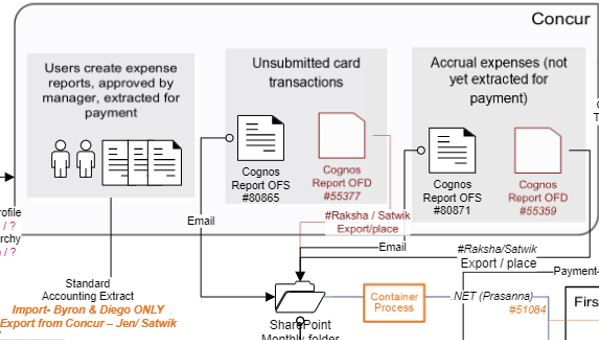 Concur
Users create expense
reports, approved by
manager, extracted for
payment
Unsubmitted card
transactions
Accrual expenses (not
yet extracted for
payment)
Cognos
Report OFS
#80865
Cognos
Report OFD
#55377
Cognos
Report OFS
#80871
Cognos
Report OFD
#55359
rofile
/ ?
rchy
) / ?
Email
#Raksha / Satwik
Export/place
Email
#Raksha/Satwik
Export / place
Payment-
Standard
Accounting Extract
Import- Byron & Diego ONLY
Export from Concur – Jen/ Satwik
SharePoint
Monthly folder
Container
Process
.NET (Prasanna)
#51084
Firs